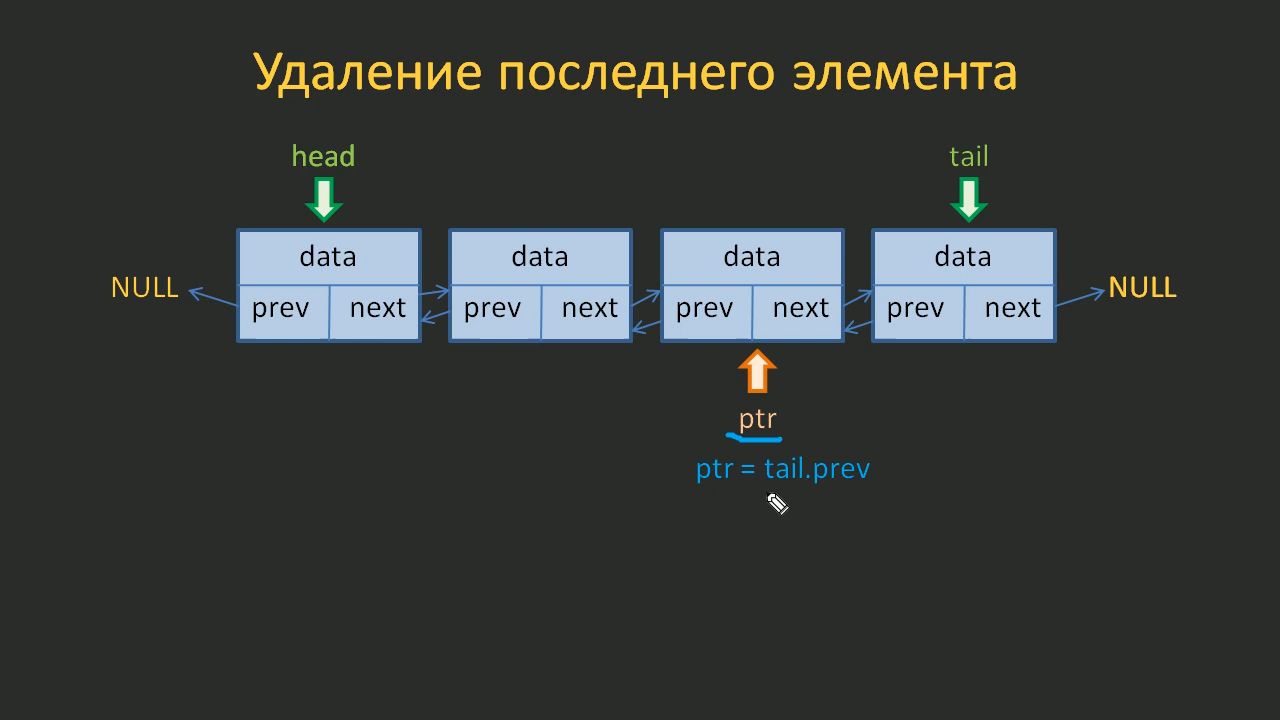 Удаление последнего элемента
head tail
data data data data
NULL prev next prev next prev next prev next NULL
ptr
ptr = tail.prev